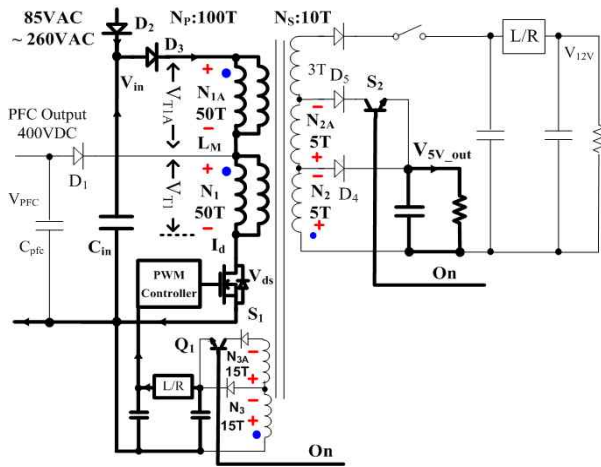 85VAC
~ 260VAC
D2
NP:100T
NS:10T
D3
Vin
VT1A
N1A
50T
+
−
3T
L/R
V12V
D5
S2
PFC Output
400VDC
LM
N2A
5T
−
+
D1
VT1
N1
50T
+
−
D4
V5V_out
VPFC
Cpfc
Cin
N2
5T
−
+
Id
PWM
Controller
Vds
S1
On
Q1
N3A
15T
−
+
L/R
N3
15T
−
+
On